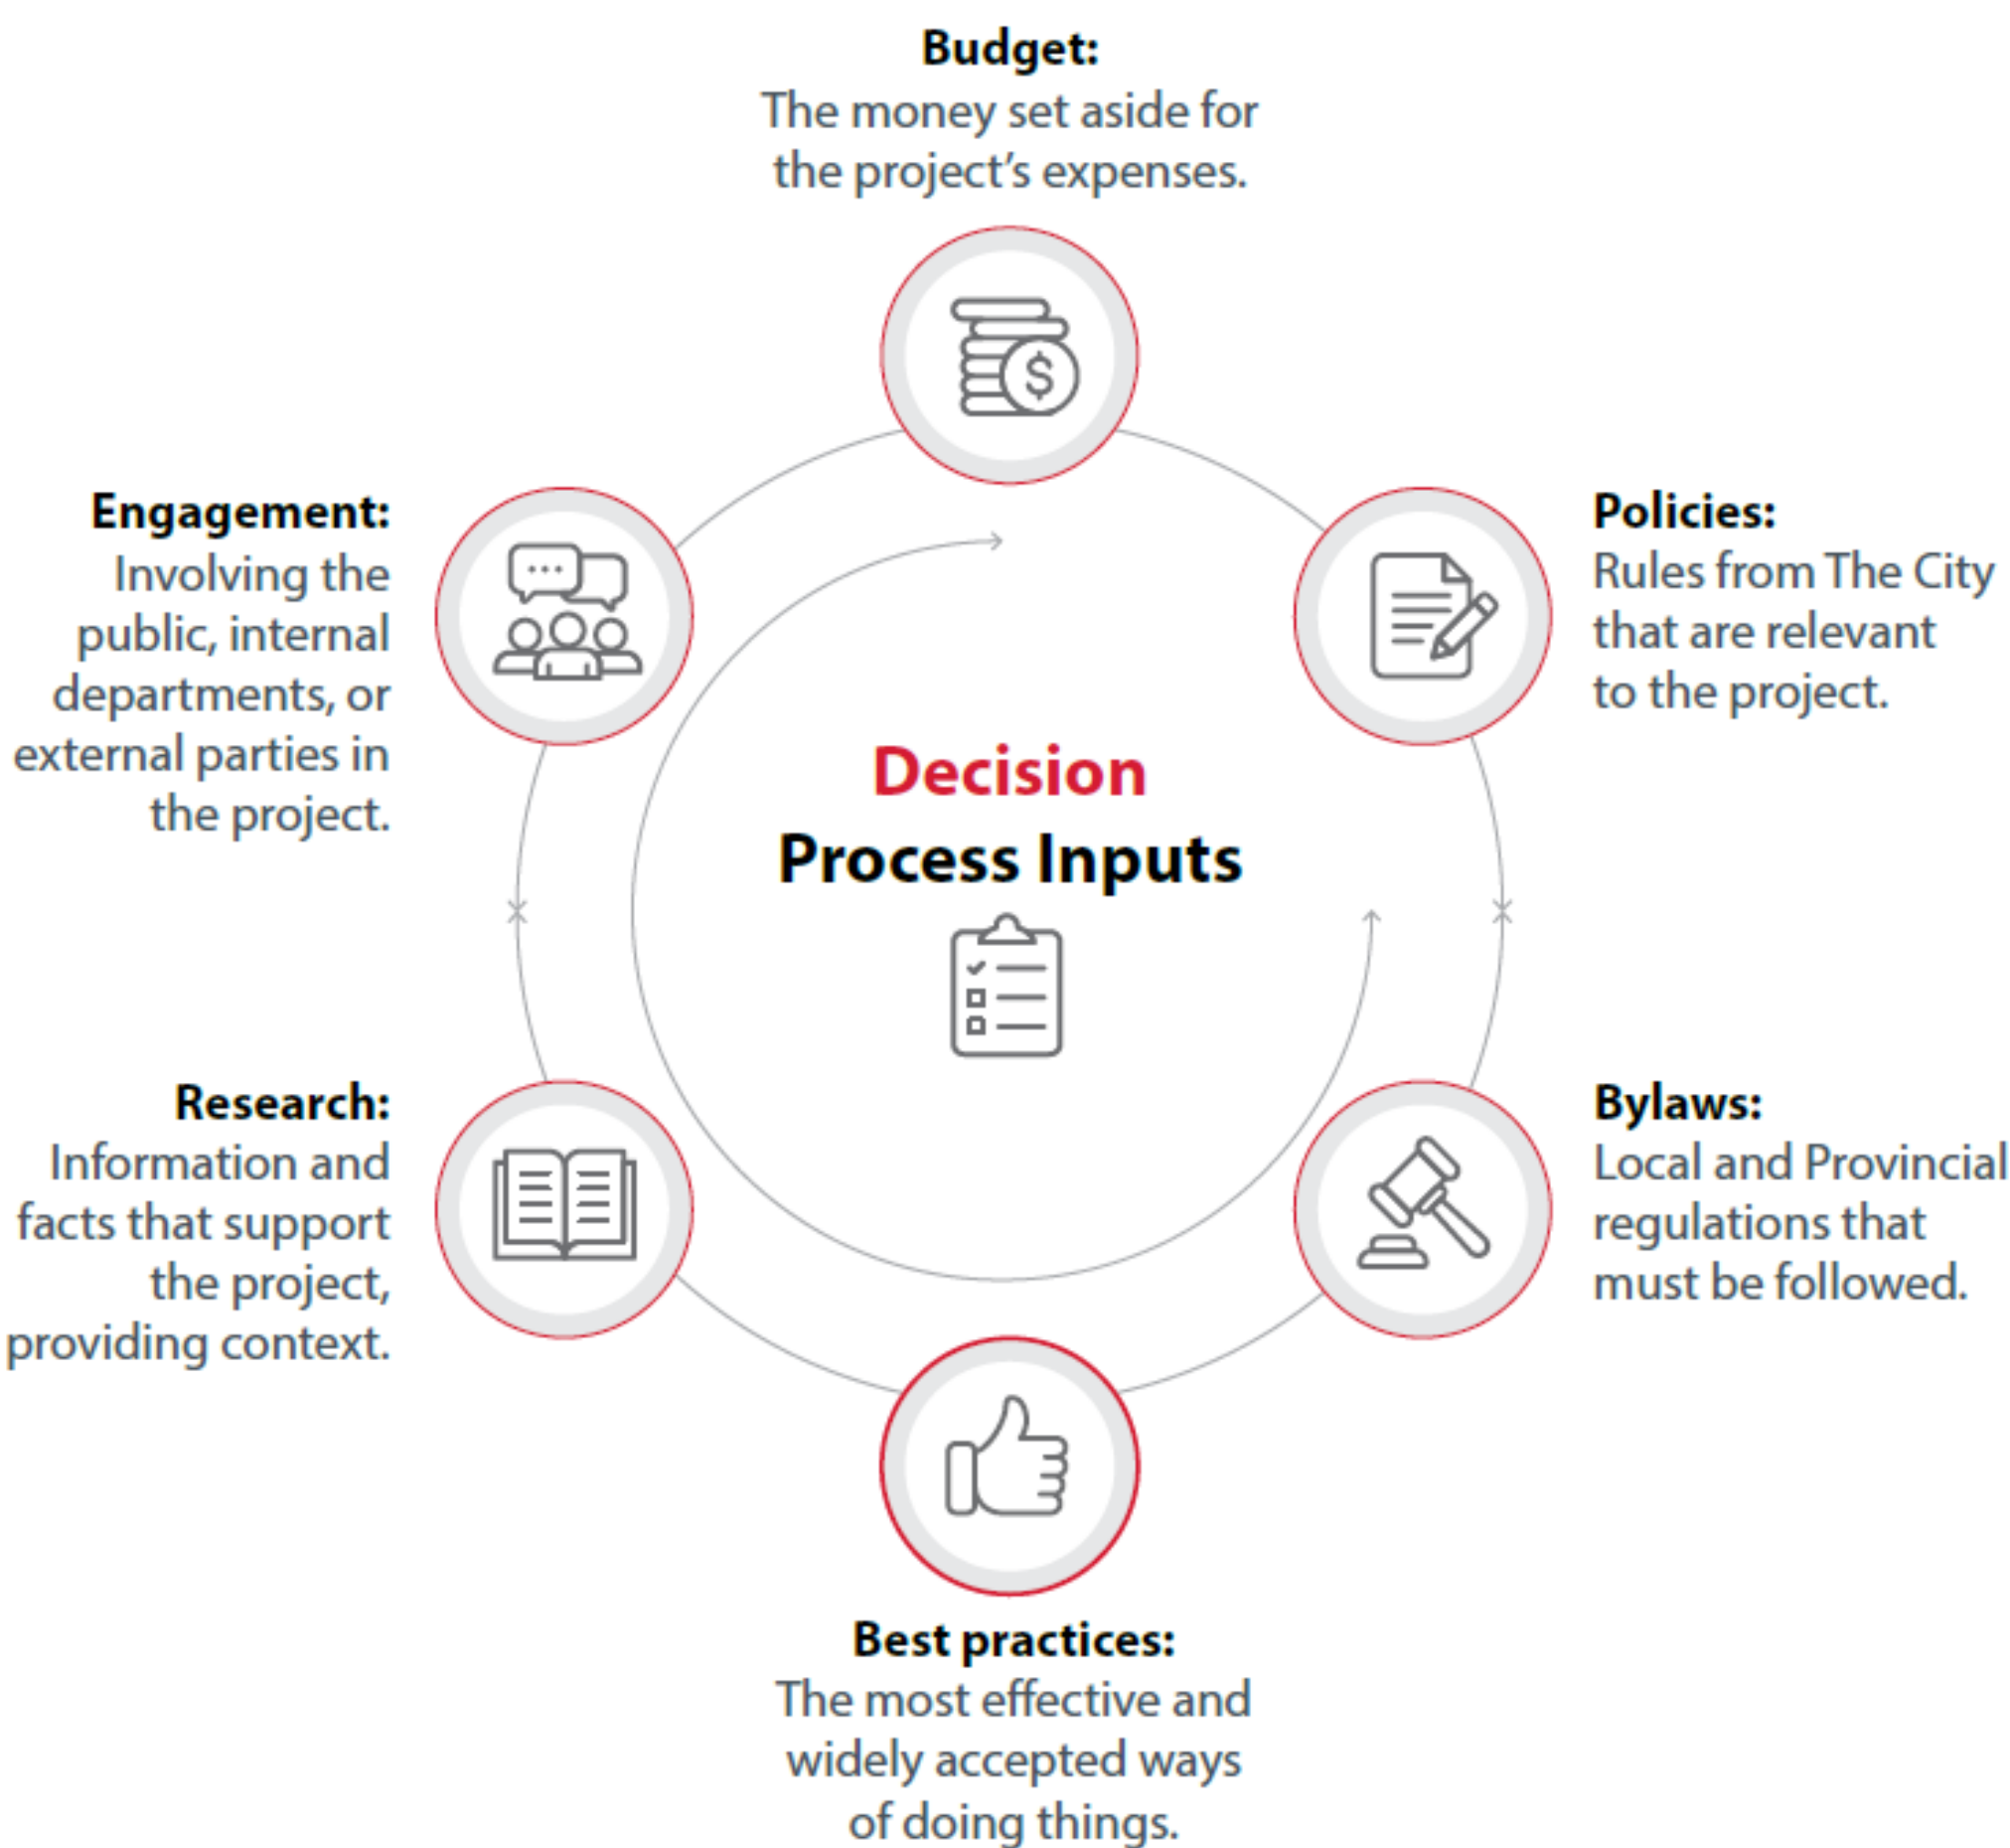 Budget:
The money set aside for
the project’s expenses.
Engagement:
Involving the
public, internal
departments, or
external parties in
the project.
Policies:
Rules from The City
that are relevant
to the project.
$
Decision
Process Inputs
Research:
Information and
facts that support
the project,
providing context.
Bylaws:
Local and Provincial
regulations that
must be followed.
Best practices:
The most effective and
widely accepted ways
of doing things.